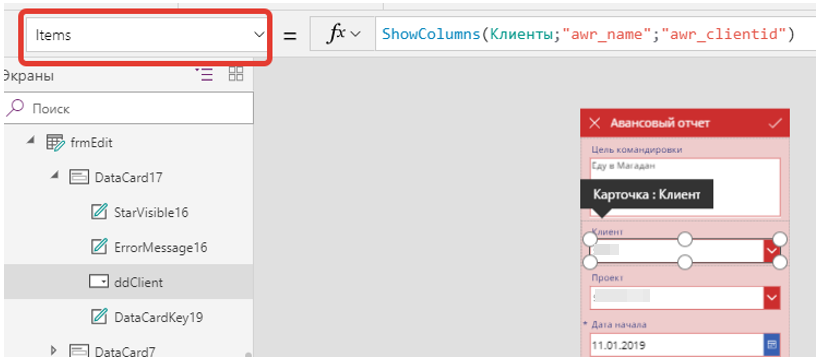 Items = fx ShowColumns(Клиенты;"awr_name";"awr_clientid")
Экраны
Поиск
frmEdit
DataCard17
StarVisible16
ErrorMessage16
ddClient
DataCardKey19
DataCard7
Авансовый отчет
Цель командировки
Еду в Магадан
Карточка : Клиент
Клиент
Проект
* Дата начала
11.01.2019